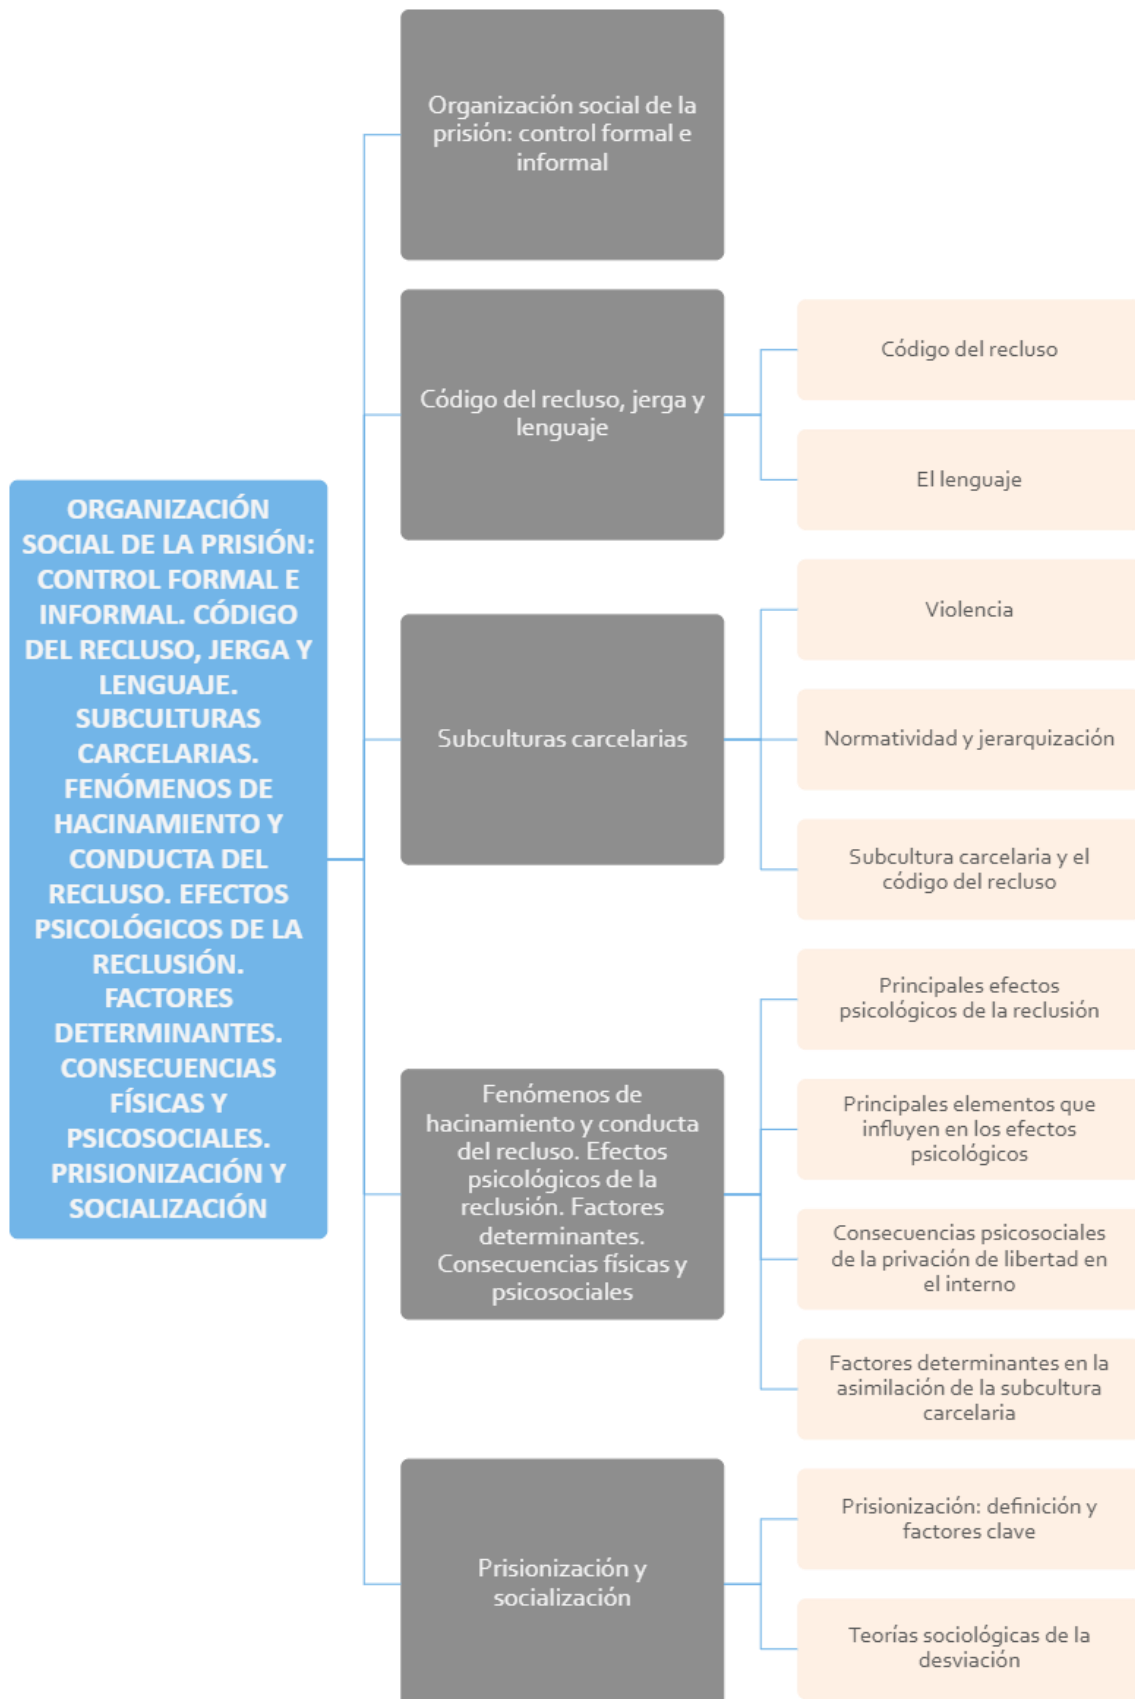 ORGANIZACIÓN
SOCIAL DE LA PRISIÓN:
CONTROL FORMAL E
INFORMAL. CÓDIGO
DEL RECLUSO, JERGA Y
LENGUAJE.
SUBCULTURAS
CARCELARIAS.
FENÓMENOS DE
HACINAMIENTO Y
CONDUCTA DEL
RECLUSO. EFECTOS
PSICOLÓGICOS DE LA
RECLUSIÓN.
FACTORES
DETERMINANTES.
CONSECUENCIAS
FÍSICAS Y
PSICOSOCIALES.
PRISIONIZACIÓN Y
SOCIALIZACIÓN
Organización social de la
prisión: control formal e
informal
Código del recluso, jerga y
lenguaje
Código del recluso
El lenguaje
Subculturas carcelarias
Violencia
Normatividad y jerarquización
Subcultura carcelaria y el
código del recluso
Fenómenos de
hacinamiento y conducta
del recluso. Efectos
psicológicos de la
reclusión. Factores
determinantes.
Consecuencias físicas y
psicosociales
Principales efectos
psicológicos de la reclusión
Principales elementos que
influyen en los efectos
psicológicos
Consecuencias psicosociales
de la privación de libertad en
el interno
Factores determinantes en la
asimilación de la subcultura
carcelaria
Prisionización y
socialización
Prisionización: definición y
factores clave
Teorías sociológicas de la
desviación